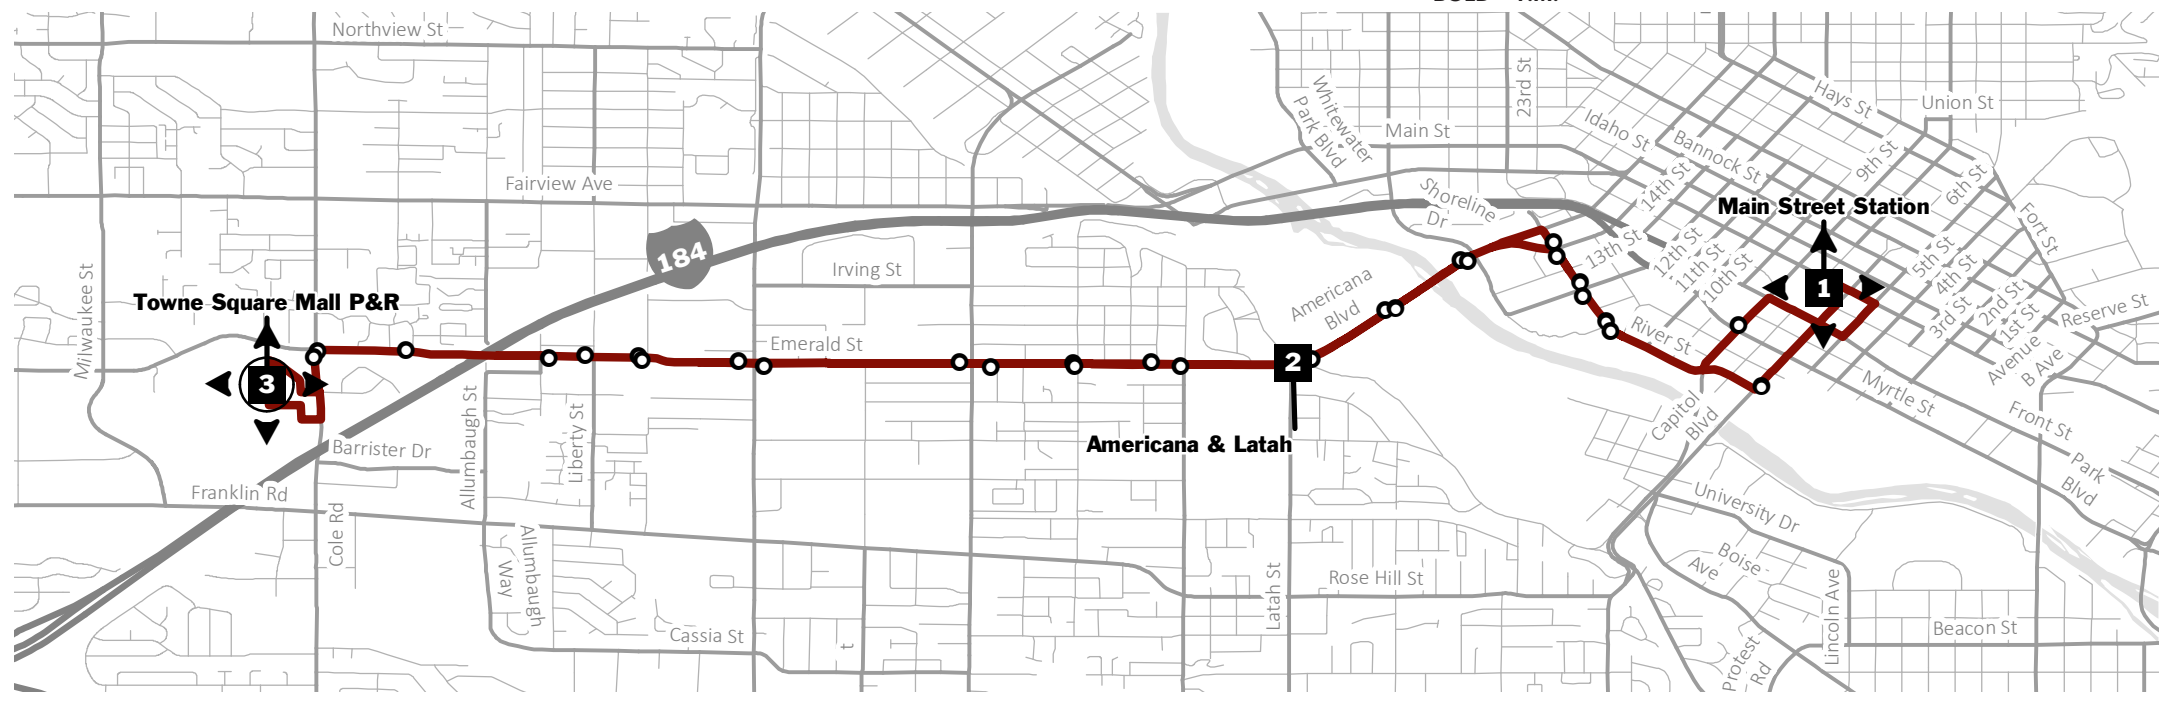 Northview St
Whitewater
Park Blvd
23rd St
Main St
Hays St
Union St
Idaho St
Bannock St
9th St
6th St
Fairview Ave
Shoreline
Dr
14th St
Main Street Station
Fort St
13th St
12th St
11th St
10th St
5th St
4th St
3rd St
2nd St
1st St
Avenue
B Ave
Reserve St
184
Irving St
Milwaukee St
Towne Square Mall P&R
Americana
Blvd
1
Emerald St
River St
2
3
Myrtle St
Front St
Capitol
Blvd
Americana & Latah
Barrister Dr
Allumbaugh St
Liberty St
Park
Blvd
Franklin Rd
University Dr
Cole Rd
Allumbaugh
Way
Boise
Ave
Rose Hill St
Latah St
Lincoln Ave
Cassia St
t
Beacon St
Protest
Rd